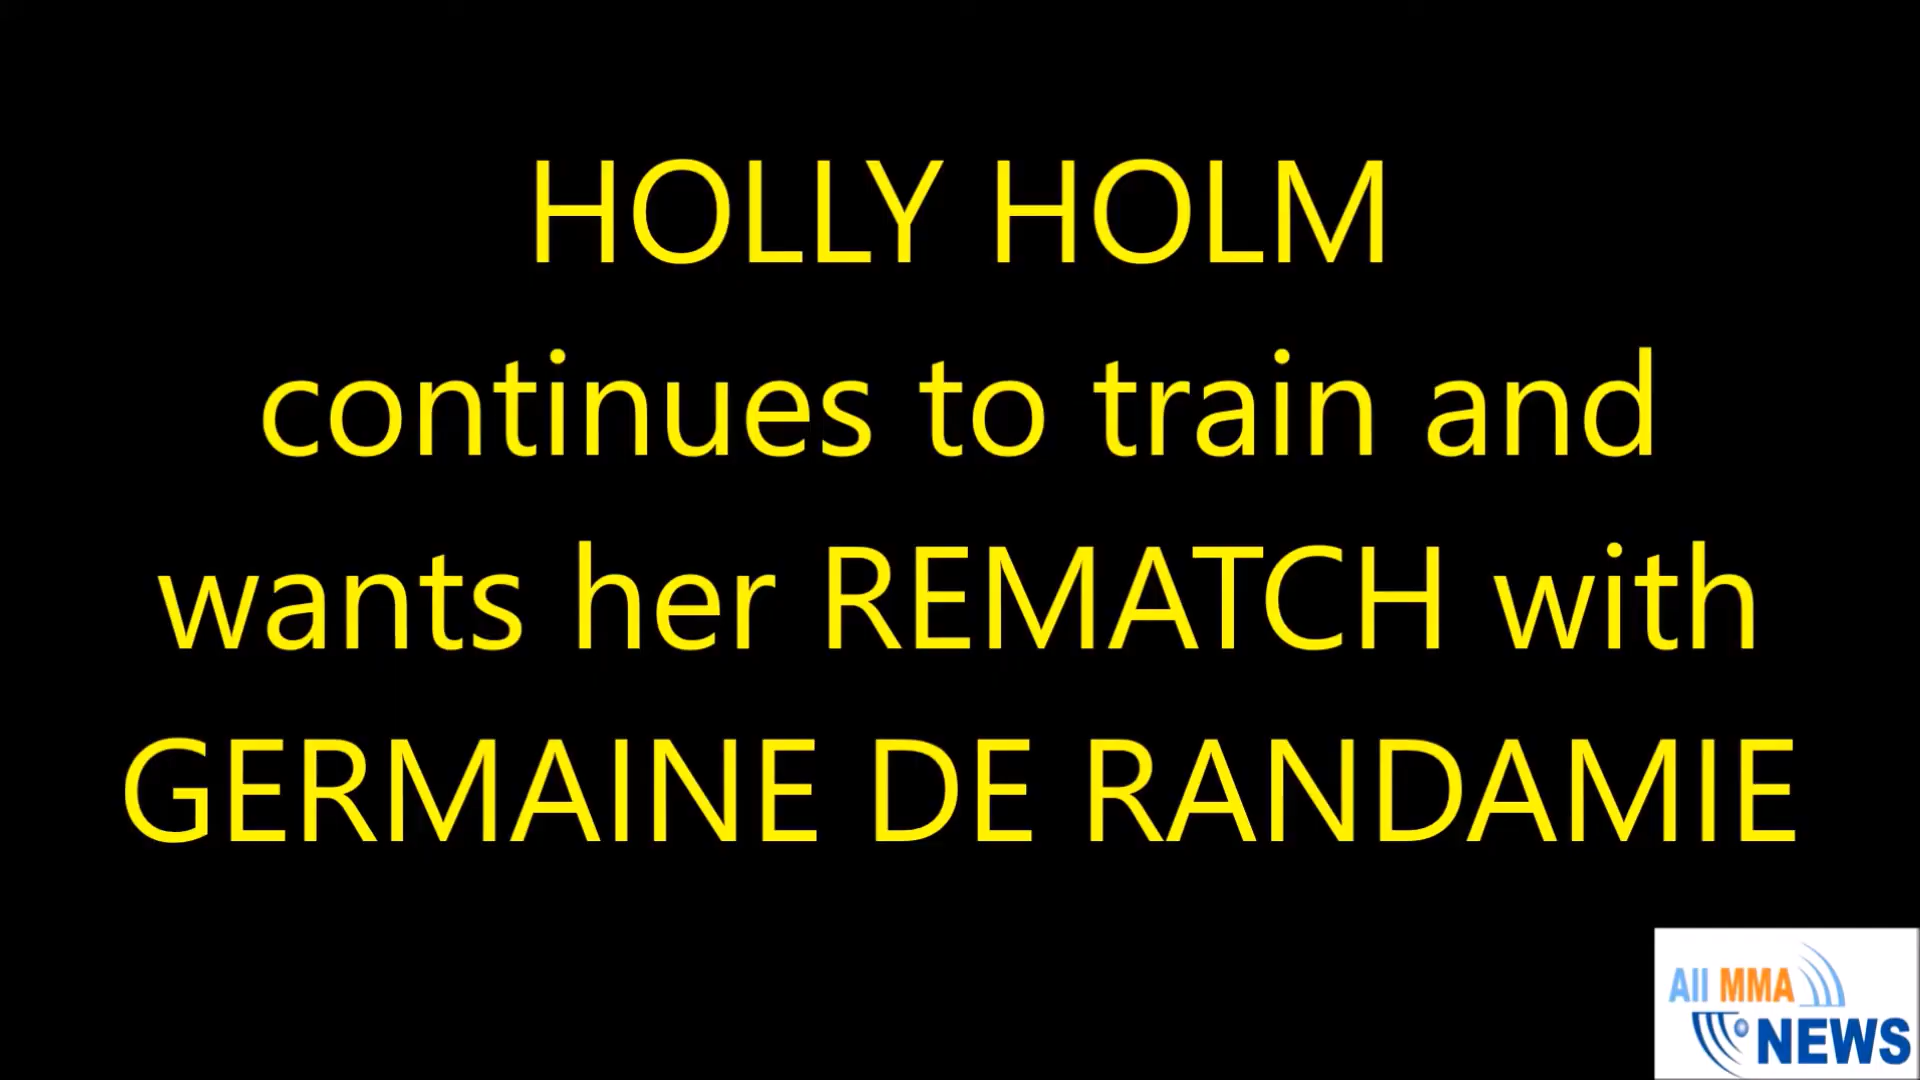 HOLLY HOLM
continues to train and
wants her REMATCH with
GERMAINE DE RANDAMIE
All MMA
NEWS